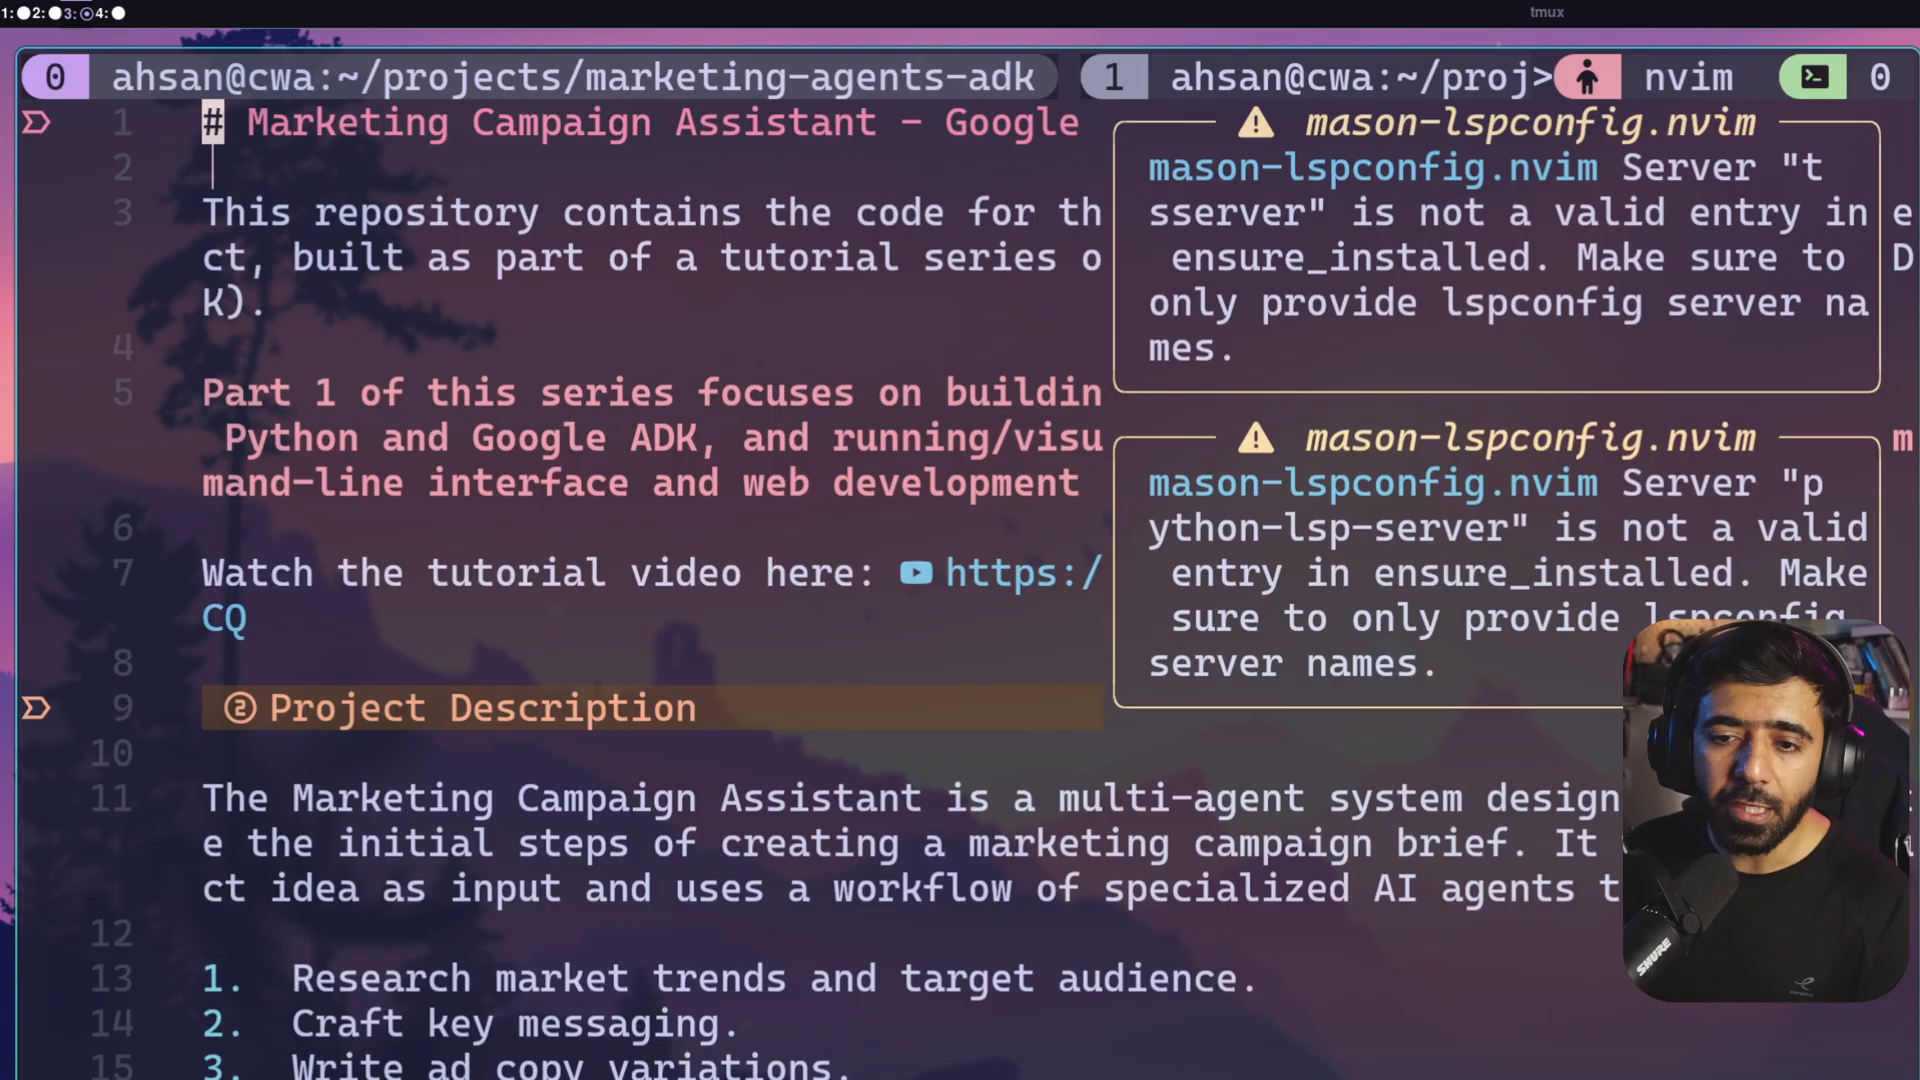 1: 2: 3: 4:
tmux
0 ahsan@cwa:~/projects/marketing-agents-adk 1 ahsan@cwa:~/proj> nvim 0
1 # Marketing Campaign Assistant - Google
2
3 This repository contains the code for th
ct, built as part of a tutorial series o
K).
4
5 Part 1 of this series focuses on buildin
Python and Google ADK, and running/visu
mand-line interface and web development
6
7 Watch the tutorial video here: https:/
CQ
8
9 2 Project Description
10
11 The Marketing Campaign Assistant is a multi-agent system design
e the initial steps of creating a marketing campaign brief. It
ct idea as input and uses a workflow of specialized AI agents t
12
13 1. Research market trends and target audience.
14 2. Craft key messaging.
15 3. Write ad copy variations.
mason-lspconfig.nvim
mason-lspconfig.nvim Server "t
sserver" is not a valid entry in
ensure_installed. Make sure to
only provide lspconfig server na
mes.
e
D
mason-lspconfig.nvim
mason-lspconfig.nvim Server "p
ython-lsp-server" is not a valid
entry in ensure_installed. Make
sure to only provide lspconfig
server names.
m
SHURE